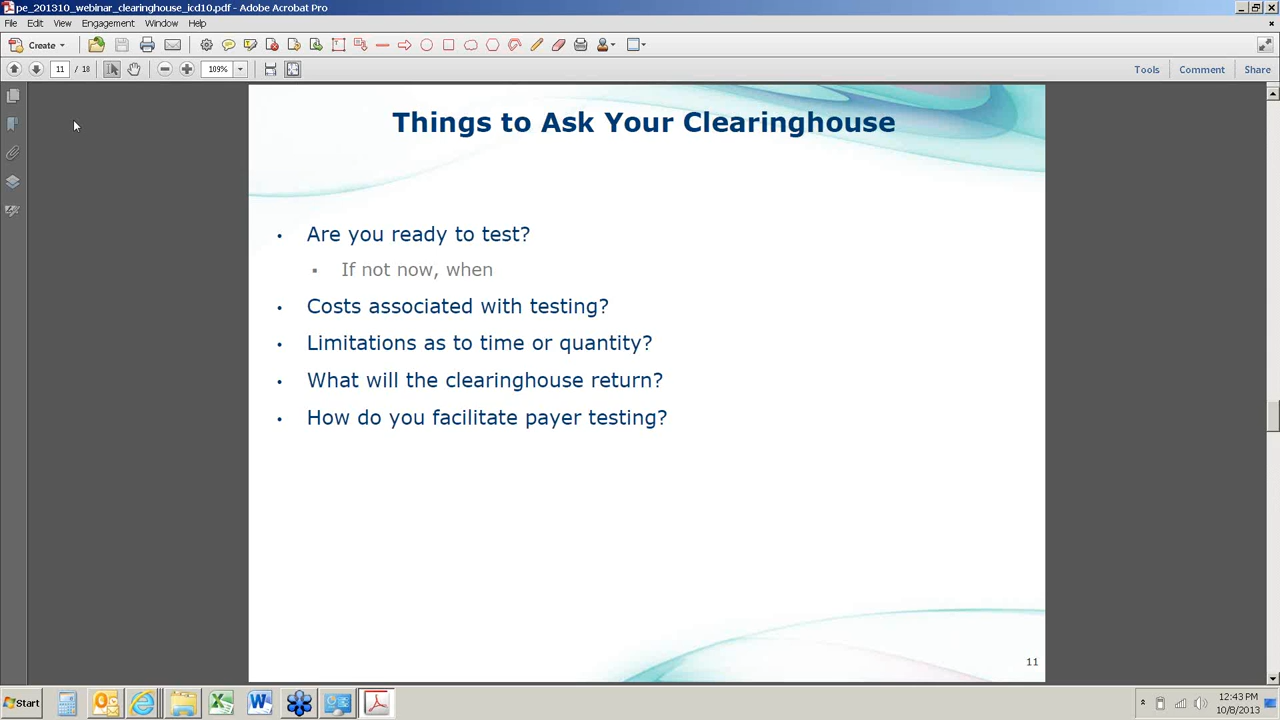 pe_201310_webinar_clearinghouse_icd10.pdf - Adobe Acrobat Pro
File Edit View Engagement Window Help
Create
11 / 18 109% Tools Comment Share
Things to Ask Your Clearinghouse
• Are you ready to test?
▪ If not now, when
• Costs associated with testing?
• Limitations as to time or quantity?
• What will the clearinghouse return?
• How do you facilitate payer testing?
11
Start
12:43 PM
10/8/2013